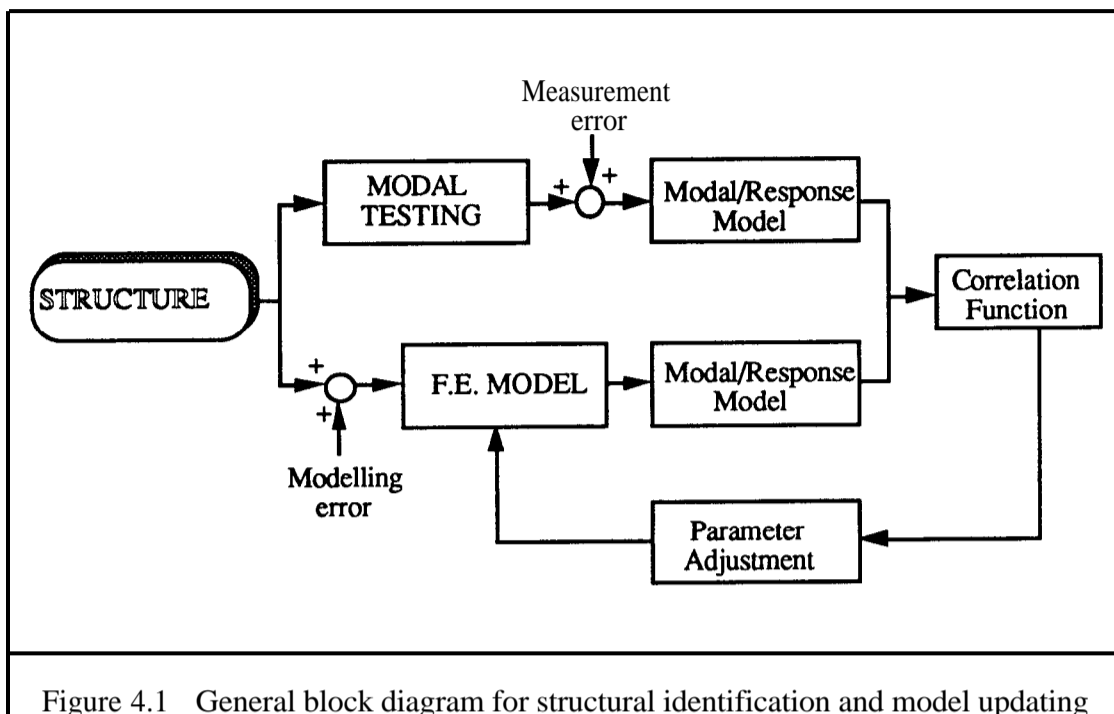 Measurement
error
+
+
MODAL
TESTING
Modal/Response
Model
STRUCTURE
Correlation
Function
+
+
F.E. MODEL
Modal/Response
Model
Modelling
error
Parameter
Adjustment
Figure 4.1 General block diagram for structural identification and model updating